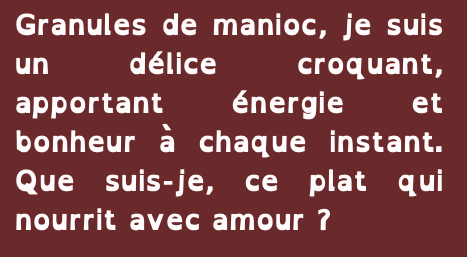 Granules de manioc, je suis
un délice croquant,
apportant énergie et
bonheur à chaque instant.
Que suis-je, ce plat qui
nourrit avec amour ?